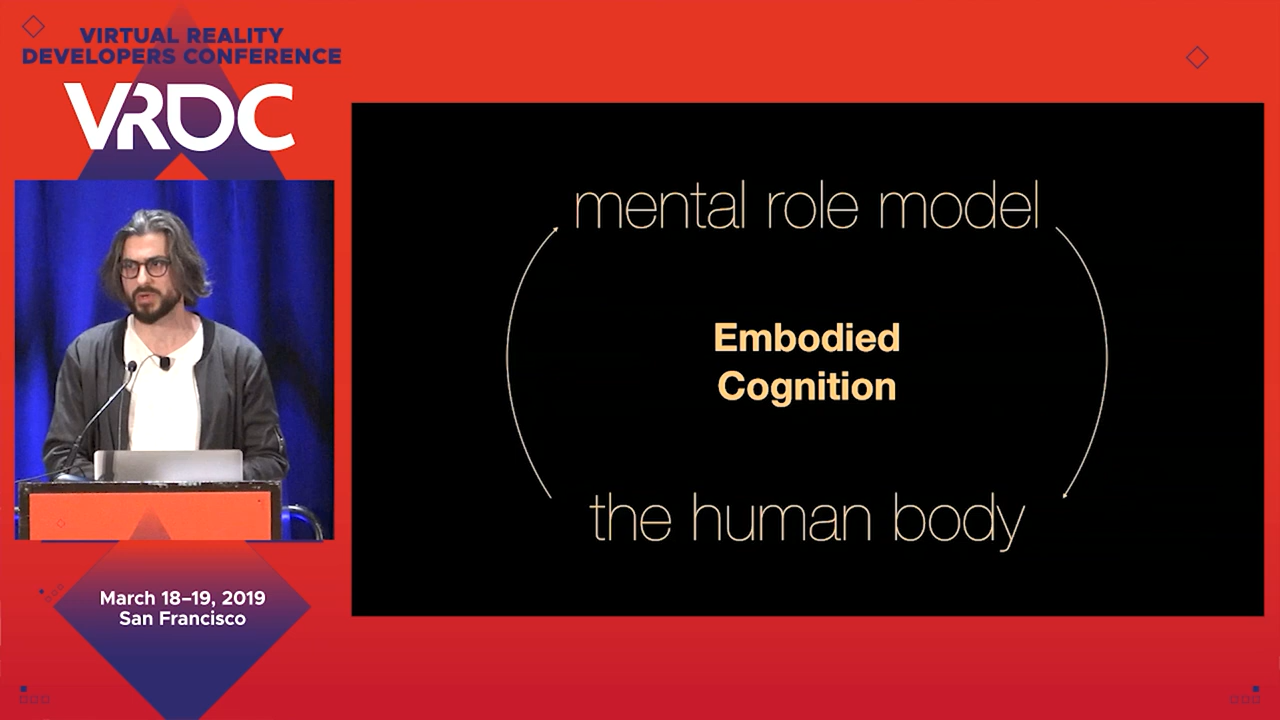 VIRTUAL REALITY
DEVELOPERS CONFERENCE
VRDC
mental role model
Embodied
Cognition
the human body
March 18–19, 2019
San Francisco